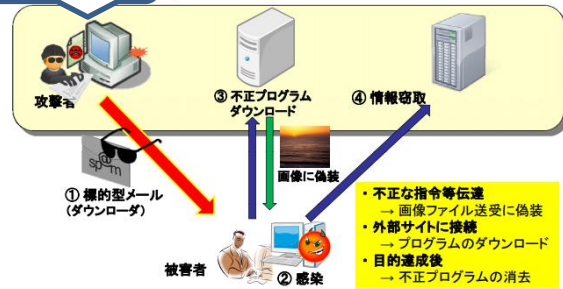 攻撃者
③ 不正プログラム
ダウンロード
④ 情報窃取
sp@m
画像に偽装
① 標的型メール
(ダウンローダ)
被害者
② 感染
・不正な指令等伝達
→ 画像ファイル送受に偽装
・外部サイトに接続
→ プログラムのダウンロード
・目的達成後
→ 不正プログラムの消去